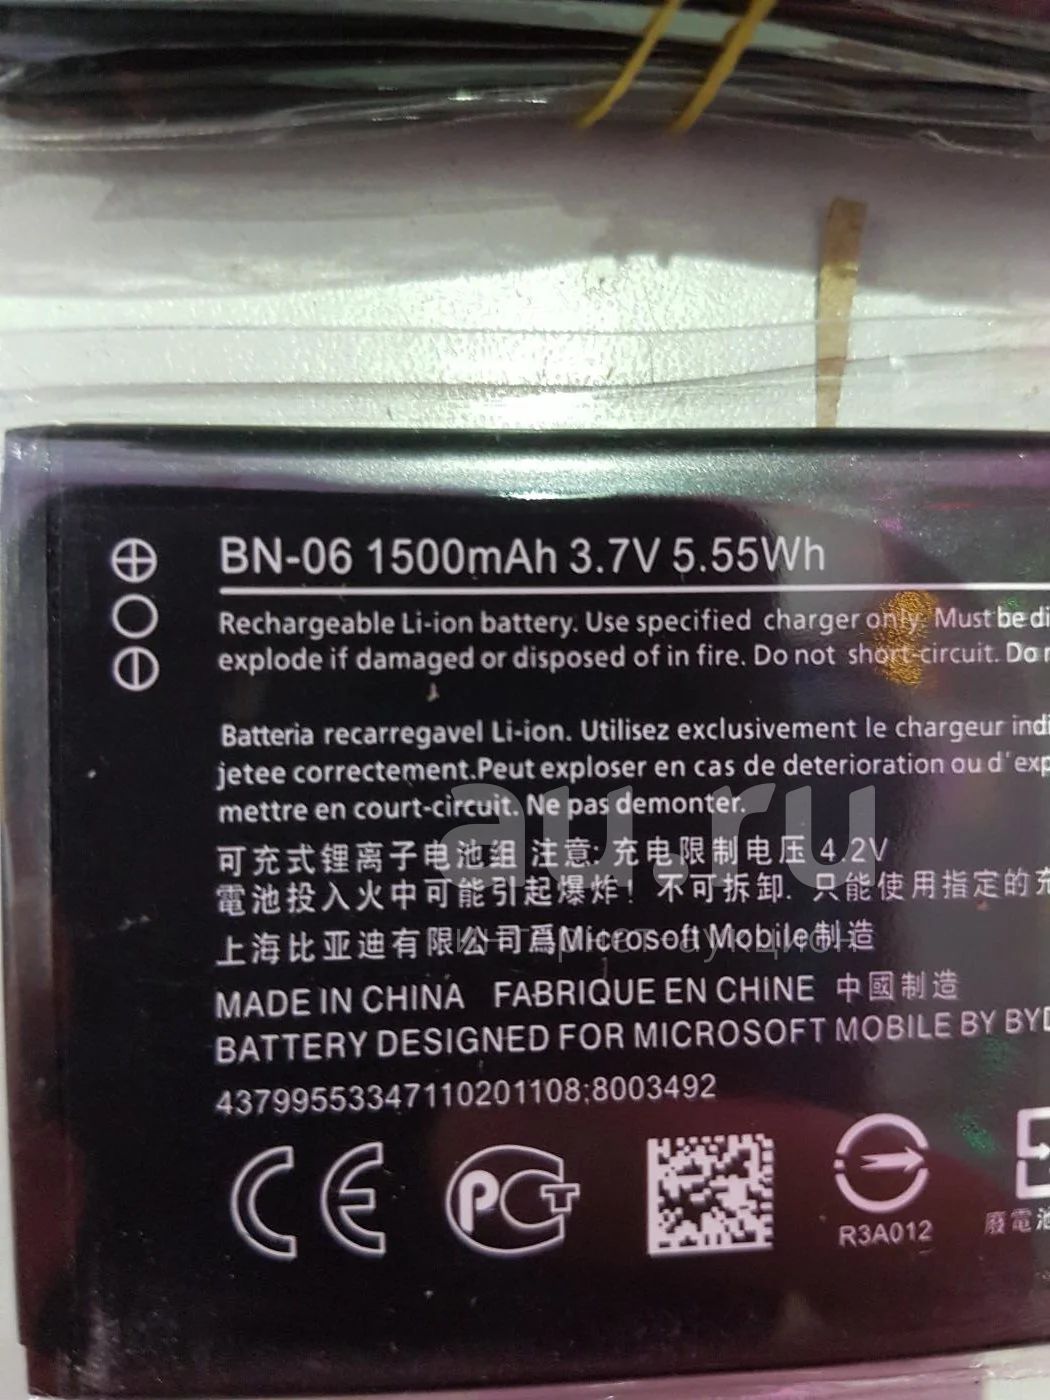 BN-06 1500mAh 3.7V 5.55Wh
Rechargeable Li-ion battery. Use specified charger only. Must be di
explode if damaged or disposed of in fire. Do not short-circuit. Do n
Batteria recarregavel Li-ion. Utilisez exclusivement le chargeur indi
jetee correctement.Peut exploser en cas de deterioration ou d'exp
mettre en court-circuit. Ne pas demonter.
au.ru
可充式锂离子电池组 注意: 充电限制电压 4.2V
電池投入火中可能引起爆炸! 不可拆卸. 只能使用指定的充
上海比亚迪有限公司爲Microsoft Mobile制造
MADE IN CHINA FABRIQUE EN CHINE 中國制造
BATTERY DESIGNED FOR MICROSOFT MOBILE BY BYD
43799553347110201108;8003492
CE PCT
R3A012
廢電池